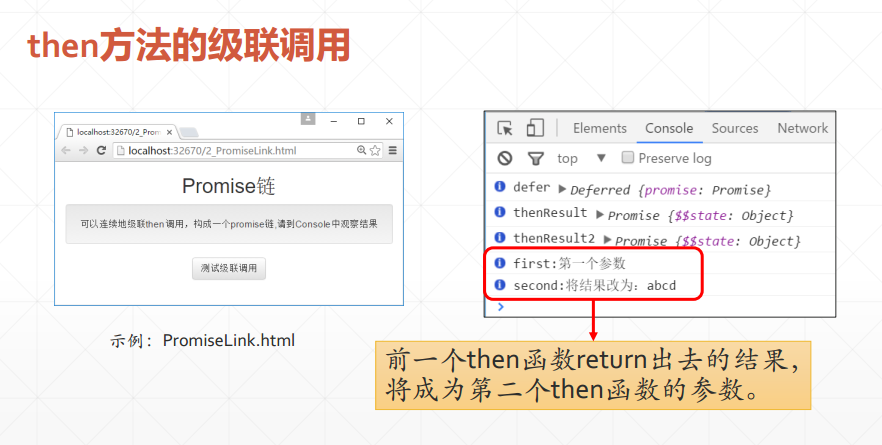 then方法的级联调用
localhost:32670/2_Prom
localhost:32670/2_PromiseLink.html
Promise链
可以连续地级联then调用，构成一个promise链,请到Console中观察结果
测试级联调用
示例：PromiseLink.html
Elements Console Sources Network
top Preserve log
defer Deferred {promise: Promise}
thenResult Promise {$$state: Object}
thenResult2 Promise {$$state: Object}
first:第一个参数
second:将结果改为：abcd
前一个then函数return出去的结果，
将成为第二个then函数的参数。